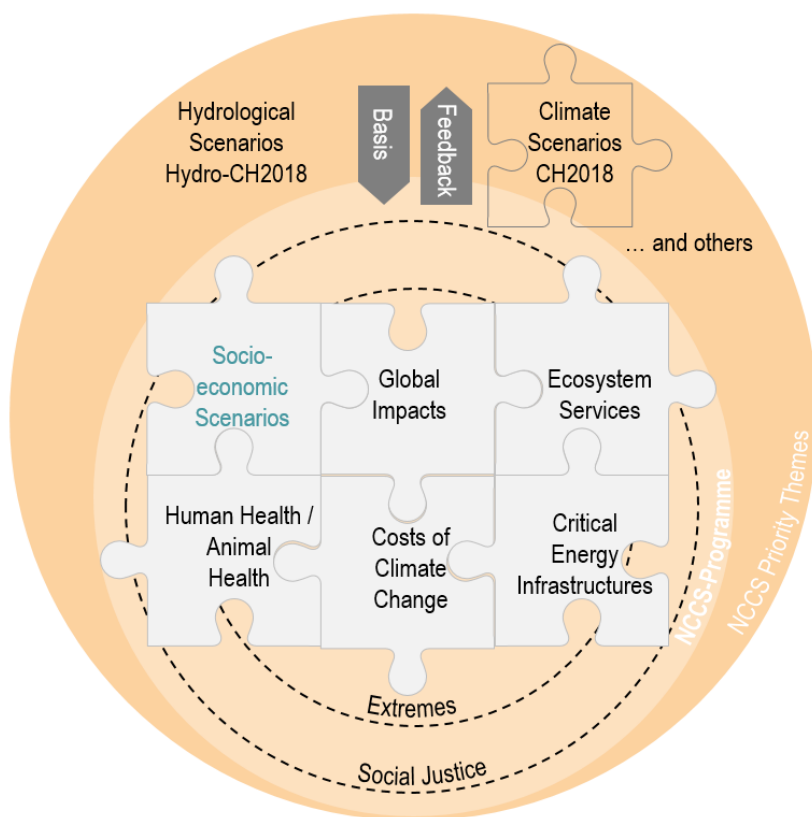 Hydrological
Scenarios
Hydro-CH2018
Basis
Feedback
Climate
Scenarios
CH2018
... and others
Socio-
economic
Scenarios
Global
Impacts
Ecosystem
Services
Human Health /
Animal
Health
Costs of
Climate
Change
Critical
Energy
Infrastructures
NCCS-Programme
NCCS Priority Themes
Extremes
Social Justice